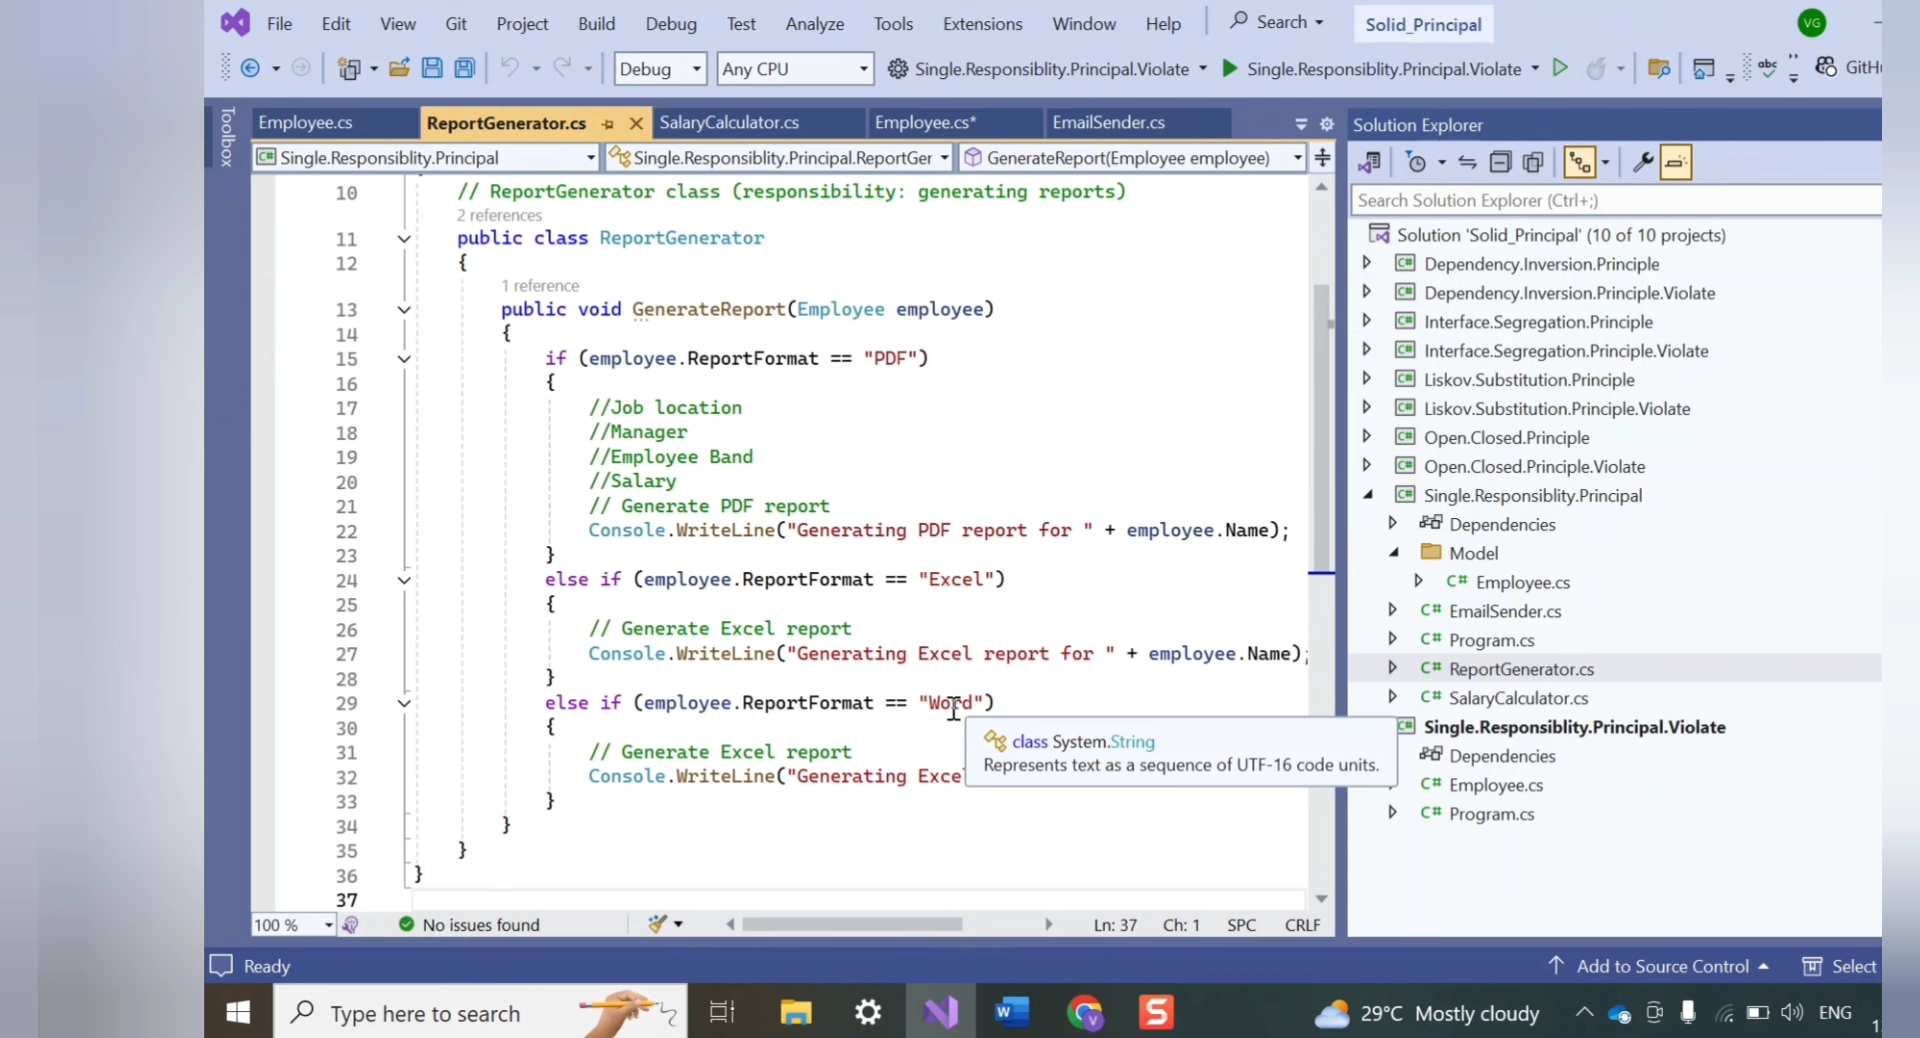 File Edit View Git Project Build Debug Test Analyze Tools Extensions Window Help Search Solid_Principal VG
Debug Any CPU Single.Responsiblity.Principal.Violate Single.Responsiblity.Principal.Violate abc
Toolbox
Employee.cs ReportGenerator.cs SalaryCalculator.cs Employee.cs* EmailSender.cs
C# Single.Responsiblity.Principal Single.Responsiblity.Principal.ReportGer GenerateReport(Employee employee)
10 // ReportGenerator class (responsibility: generating reports)
2 references
11 public class ReportGenerator
12 {
1 reference
13 public void GenerateReport(Employee employee)
14 {
15 if (employee.ReportFormat == "PDF")
16 {
17 //Job location
18 //Manager
19 //Employee Band
20 //Salary
21 // Generate PDF report
22 Console.WriteLine("Generating PDF report for " + employee.Name);
23 }
24 else if (employee.ReportFormat == "Excel")
25 {
26 // Generate Excel report
27 Console.WriteLine("Generating Excel report for " + employee.Name);
28 }
29 else if (employee.ReportFormat == "Word")
30 {
31 // Generate Excel report
32 Console.WriteLine("Generating Exce
33 }
34 }
35 }
36 }
37
class System.String
Represents text as a sequence of UTF-16 code units.
100 % No issues found Ln: 37 Ch: 1 SPC CRLF
Solution Explorer
Search Solution Explorer (Ctrl+;)
Solution 'Solid_Principal' (10 of 10 projects)
C# Dependency.Inversion.Principle
C# Dependency.Inversion.Principle.Violate
C# Interface.Segregation.Principle
C# Interface.Segregation.Principle.Violate
C# Liskov.Substitution.Principle
C# Liskov.Substitution.Principle.Violate
C# Open.Closed.Principle
C# Open.Closed.Principle.Violate
C# Single.Responsiblity.Principal
Dependencies
Model
C# Employee.cs
C# EmailSender.cs
C# Program.cs
C# ReportGenerator.cs
C# SalaryCalculator.cs
C# Single.Responsiblity.Principal.Violate
Dependencies
C# Employee.cs
C# Program.cs
Ready Add to Source Control Select
Type here to search W V S 29°C Mostly cloudy ENG